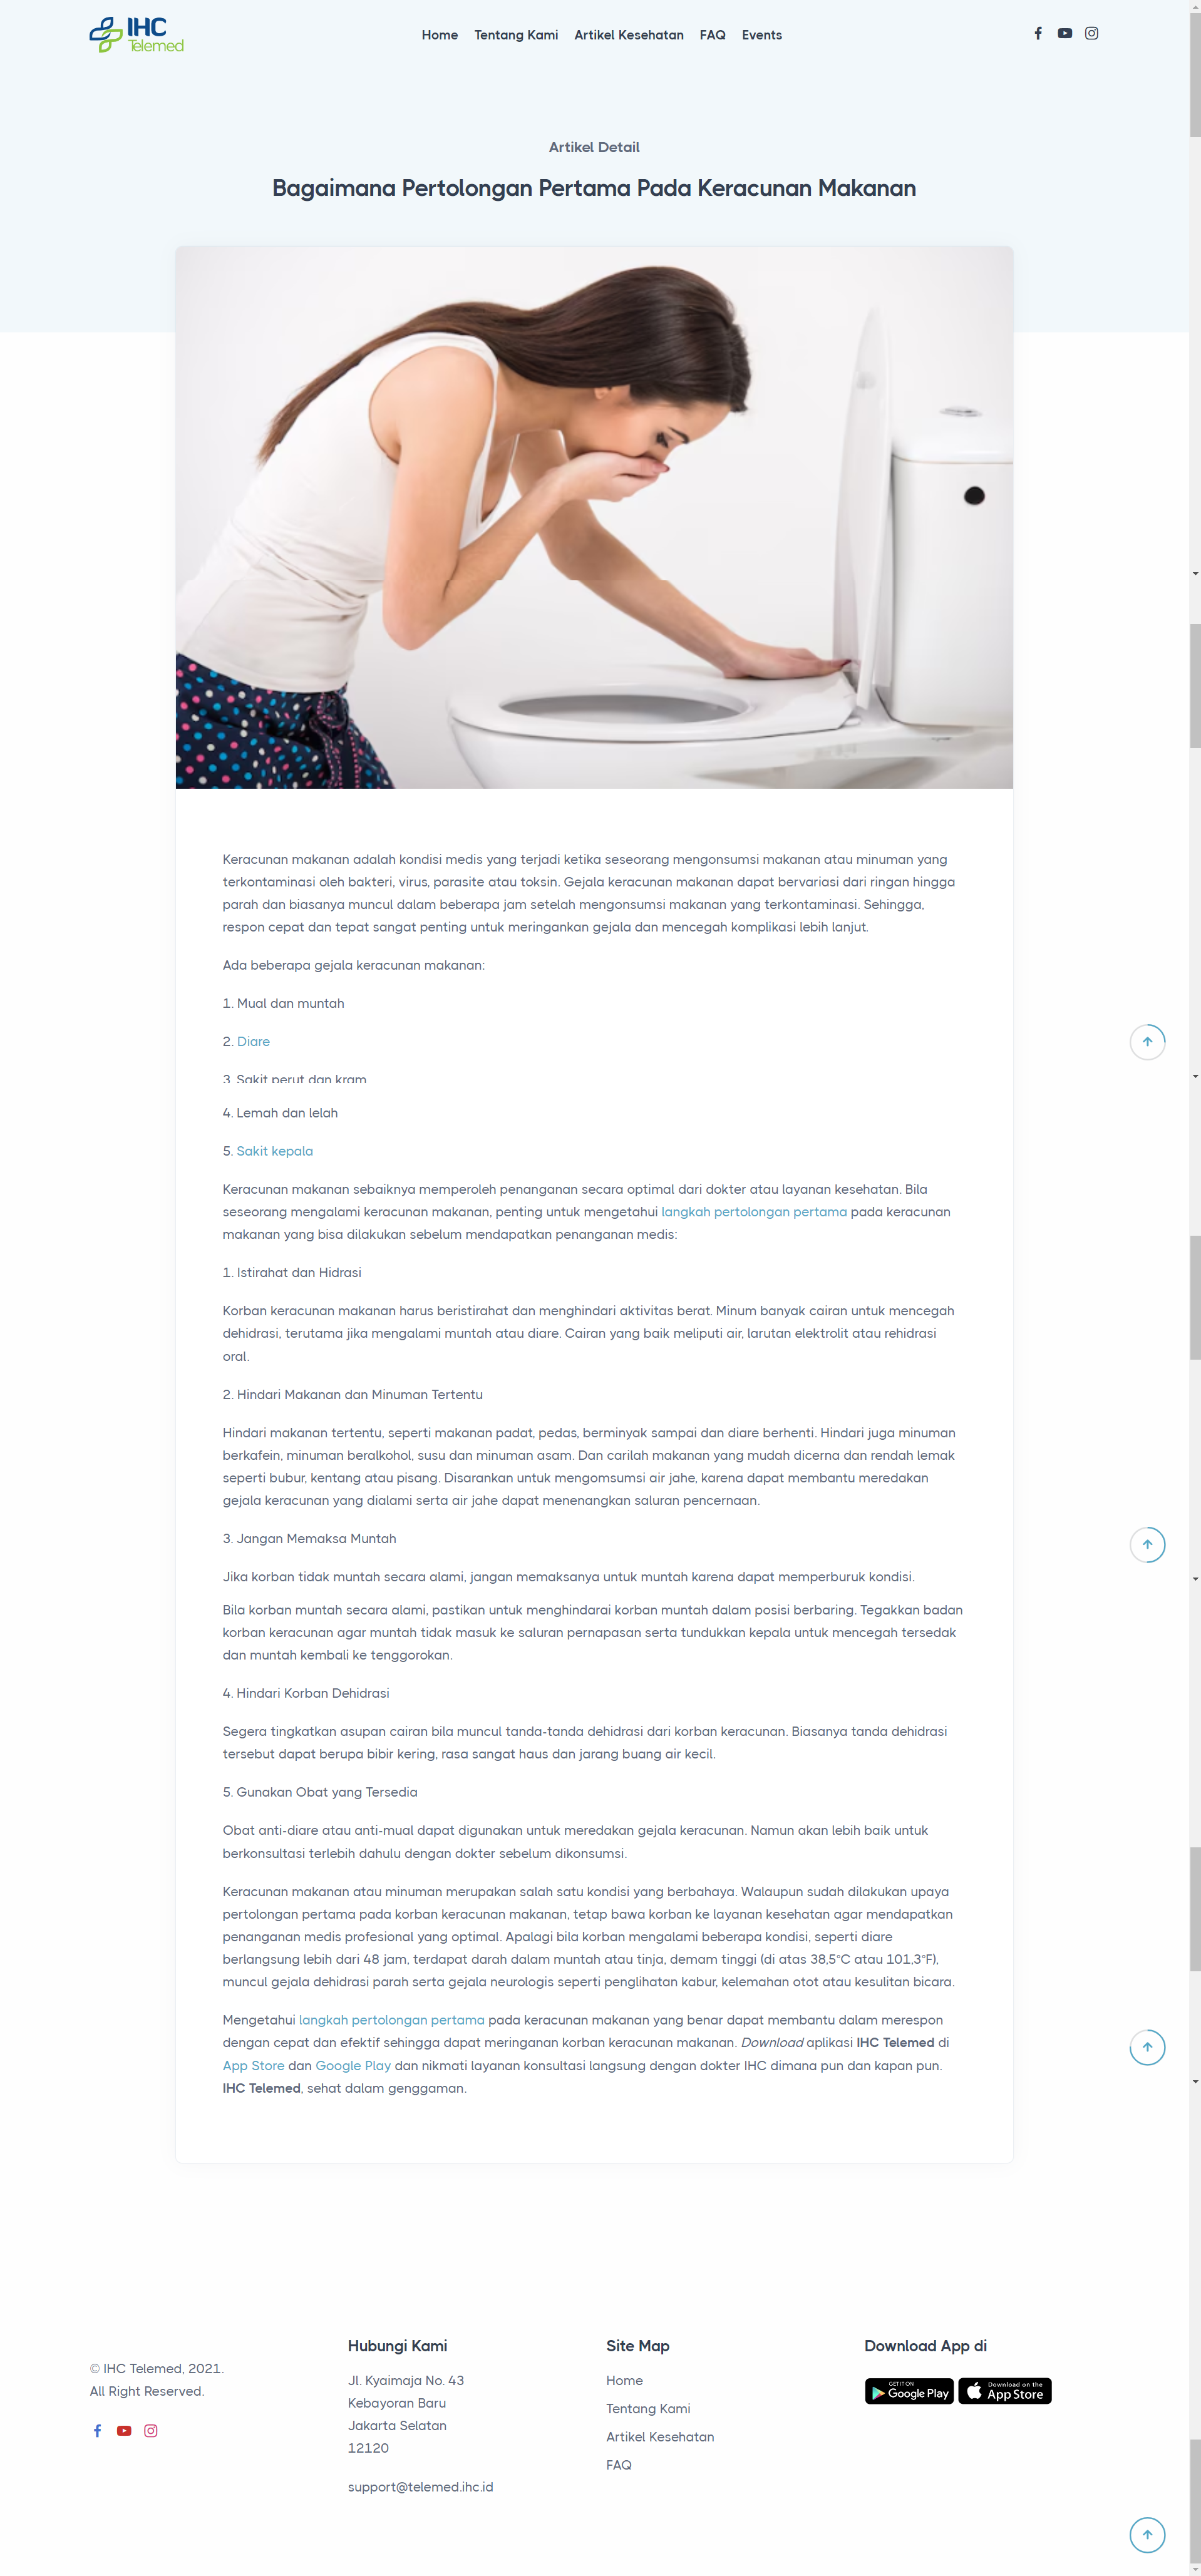 IHC
Telemed
Home Tentang Kami Artikel Kesehatan FAQ Events
Artikel Detail
Bagaimana Pertolongan Pertama Pada Keracunan Makanan
Keracunan makanan adalah kondisi medis yang terjadi ketika seseorang mengonsumsi makanan atau minuman yang
terkontaminasi oleh bakteri, virus, parasite atau toksin. Gejala keracunan makanan dapat bervariasi dari ringan hingga
parah dan biasanya muncul dalam beberapa jam setelah mengonsumsi makanan yang terkontaminasi. Sehingga,
respon cepat dan tepat sangat penting untuk meringankan gejala dan mencegah komplikasi lebih lanjut.
Ada beberapa gejala keracunan makanan:
1. Mual dan muntah
2. Diare
3. Sakit perut dan kram
4. Lemah dan lelah
5. Sakit kepala
Keracunan makanan sebaiknya memperoleh penanganan secara optimal dari dokter atau layanan kesehatan. Bila
seseorang mengalami keracunan makanan, penting untuk mengetahui langkah pertolongan pertama pada keracunan
makanan yang bisa dilakukan sebelum mendapatkan penanganan medis:
1. Istirahat dan Hidrasi
Korban keracunan makanan harus beristirahat dan menghindari aktivitas berat. Minum banyak cairan untuk mencegah
dehidrasi, terutama jika mengalami muntah atau diare. Cairan yang baik meliputi air, larutan elektrolit atau rehidrasi
oral.
2. Hindari Makanan dan Minuman Tertentu
Hindari makanan tertentu, seperti makanan padat, pedas, berminyak sampai dan diare berhenti. Hindari juga minuman
berkafein, minuman beralkohol, susu dan minuman asam. Dan carilah makanan yang mudah dicerna dan rendah lemak
seperti bubur, kentang atau pisang. Disarankan untuk mengomsumsi air jahe, karena dapat membantu meredakan
gejala keracunan yang dialami serta air jahe dapat menenangkan saluran pencernaan.
3. Jangan Memaksa Muntah
Jika korban tidak muntah secara alami, jangan memaksanya untuk muntah karena dapat memperburuk kondisi.
Bila korban muntah secara alami, pastikan untuk menghindarai korban muntah dalam posisi berbaring. Tegakkan badan
korban keracunan agar muntah tidak masuk ke saluran pernapasan serta tundukkan kepala untuk mencegah tersedak
dan muntah kembali ke tenggorokan.
4. Hindari Korban Dehidrasi
Segera tingkatkan asupan cairan bila muncul tanda-tanda dehidrasi dari korban keracunan. Biasanya tanda dehidrasi
tersebut dapat berupa bibir kering, rasa sangat haus dan jarang buang air kecil.
5. Gunakan Obat yang Tersedia
Obat anti-diare atau anti-mual dapat digunakan untuk meredakan gejala keracunan. Namun akan lebih baik untuk
berkonsultasi terlebih dahulu dengan dokter sebelum dikonsumsi.
Keracunan makanan atau minuman merupakan salah satu kondisi yang berbahaya. Walaupun sudah dilakukan upaya
pertolongan pertama pada korban keracunan makanan, tetap bawa korban ke layanan kesehatan agar mendapatkan
penanganan medis profesional yang optimal. Apalagi bila korban mengalami beberapa kondisi, seperti diare
berlangsung lebih dari 48 jam, terdapat darah dalam muntah atau tinja, demam tinggi (di atas 38,5°C atau 101,3°F),
muncul gejala dehidrasi parah serta gejala neurologis seperti penglihatan kabur, kelemahan otot atau kesulitan bicara.
Mengetahui langkah pertolongan pertama pada keracunan makanan yang benar dapat membantu dalam merespon
dengan cepat dan efektif sehingga dapat meringanan korban keracunan makanan. Download aplikasi IHC Telemed di
App Store dan Google Play dan nikmati layanan konsultasi langsung dengan dokter IHC dimana pun dan kapan pun.
IHC Telemed, sehat dalam genggaman.
© IHC Telemed, 2021.
All Right Reserved.
Hubungi Kami
Jl. Kyaimaja No. 43
Kebayoran Baru
Jakarta Selatan
12120
support@telemed.ihc.id
Site Map
Home
Tentang Kami
Artikel Kesehatan
FAQ
Download App di
GET IT ON
Google Play
Download on the
App Store